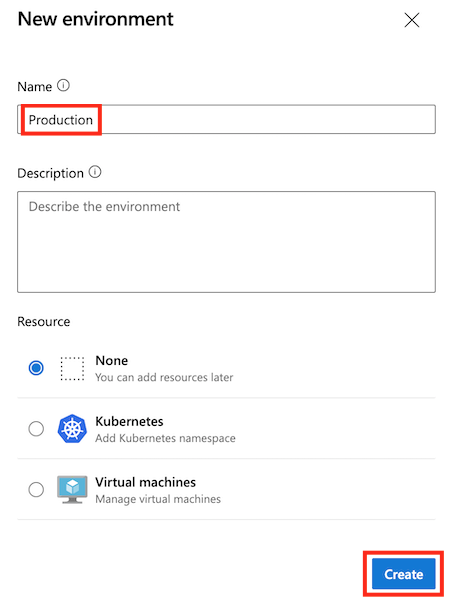 New environment
Name
Production
Description
Describe the environment
Resource
None
You can add resources later
Kubernetes
Add Kubernetes namespace
Virtual machines
Manage virtual machines
Create